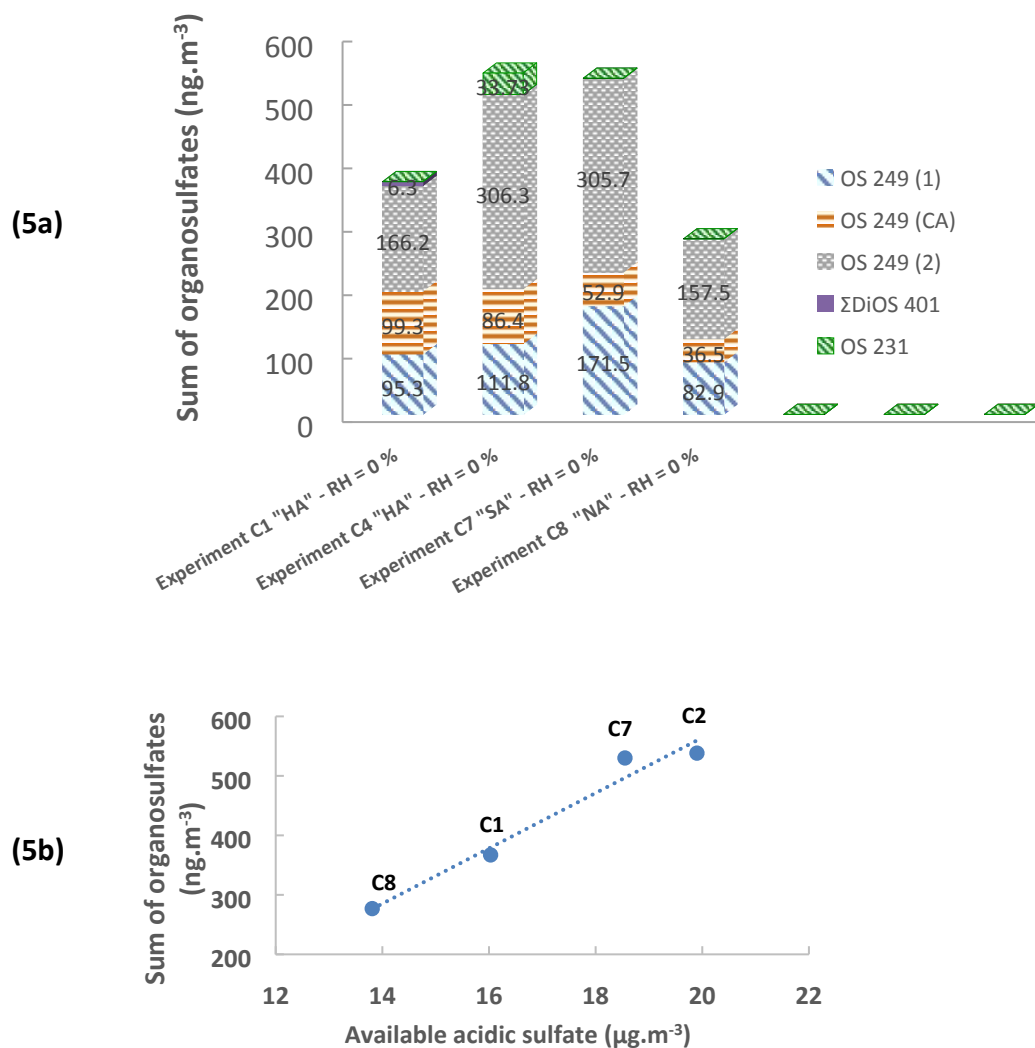 (5a)
Sum of organosulfates (ng.m-3)
600
500
400
300
200
100
0
6.3
166.2
99.3
95.3
33.73
306.3
86.4
111.8
305.7
52.9
171.5
157.5
36.5
82.9
Experiment C1 "HA" - RH = 0 %
Experiment C4 "HA" - RH = 0 %
Experiment C7 "SA" - RH = 0 %
Experiment C8 "NA" - RH = 0 %
OS 249 (1)
OS 249 (CA)
OS 249 (2)
ΣDiOS 401
OS 231
(5b)
Sum of organosulfates
(ng.m-3)
600
500
400
300
200
C8
C1
C7
C2
12 14 16 18 20 22
Available acidic sulfate (µg.m-3)